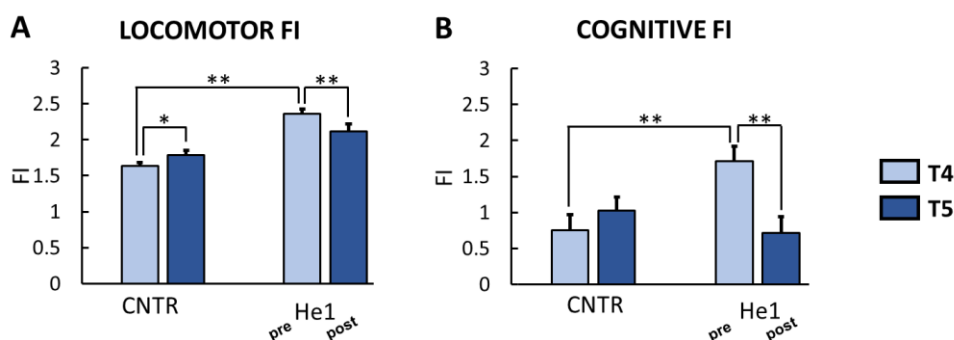 A LOCOMOTOR FI
3
2.5
2
1.5
1
0.5
0
FI
**
**
*
CNTR
He1
pre
post
B COGNITIVE FI
3
2.5
2
1.5
1
0.5
0
FI
**
**
CNTR
He1
pre
post
T4
T5